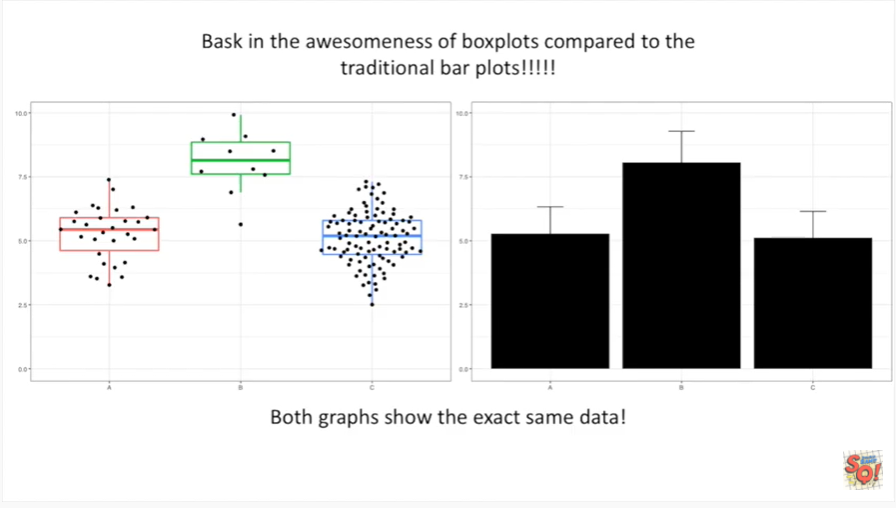 Bask in the awesomeness of boxplots compared to the
traditional bar plots!!!!!
10.0
7.5
5.0
2.5
0.0
A B C
10.0
7.5
5.0
2.5
0.0
A B C
Both graphs show the exact same data!
SQ!